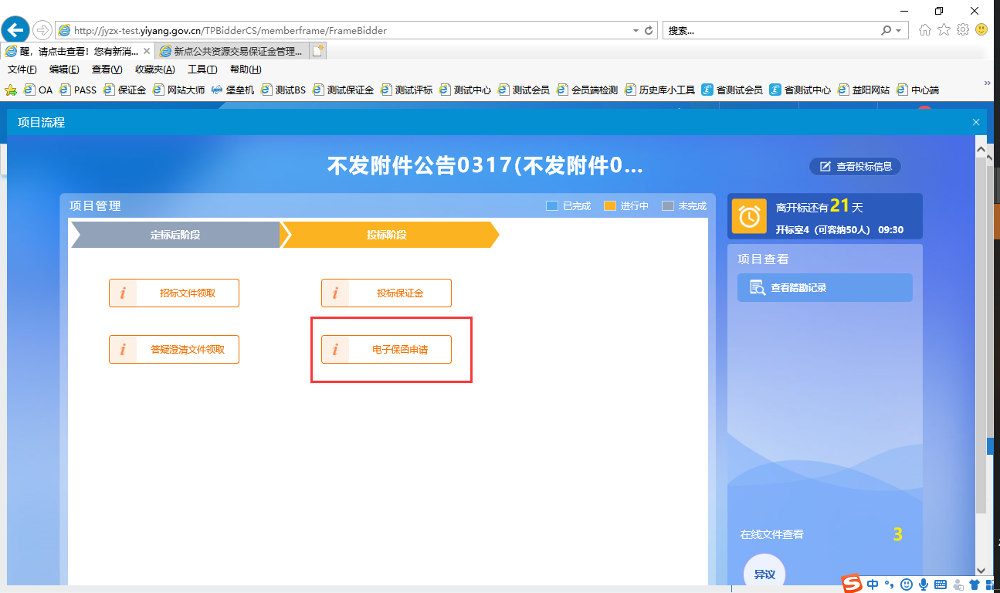 http://jyzx-test.yiyang.gov.cn/TPBidderCS/memberframe/FrameBidder
搜索...
醒，请点击查看！您有新消...
新点公共资源交易保证金管理...
文件(F) 编辑(E) 查看(V) 收藏夹(A) 工具(T) 帮助(H)
OA PASS 保证金 网站大师 堡垒机 测试BS 测试保证金 测试评标 测试中心 测试会员 会员端检测 历史库小工具 省测试会员 省测试中心 益阳网站 中心端
项目流程
不发附件公告0317(不发附件0...
查看投标信息
项目管理
已完成 进行中 未完成
离开标还有21天
开标室4（可容纳50人） 09:30
定标后阶段 投标阶段
项目查看
查看踏勘记录
i 招标文件领取
i 投标保证金
i 答疑澄清文件领取
i 电子保函申请
在线文件查看 3
异议
S 中